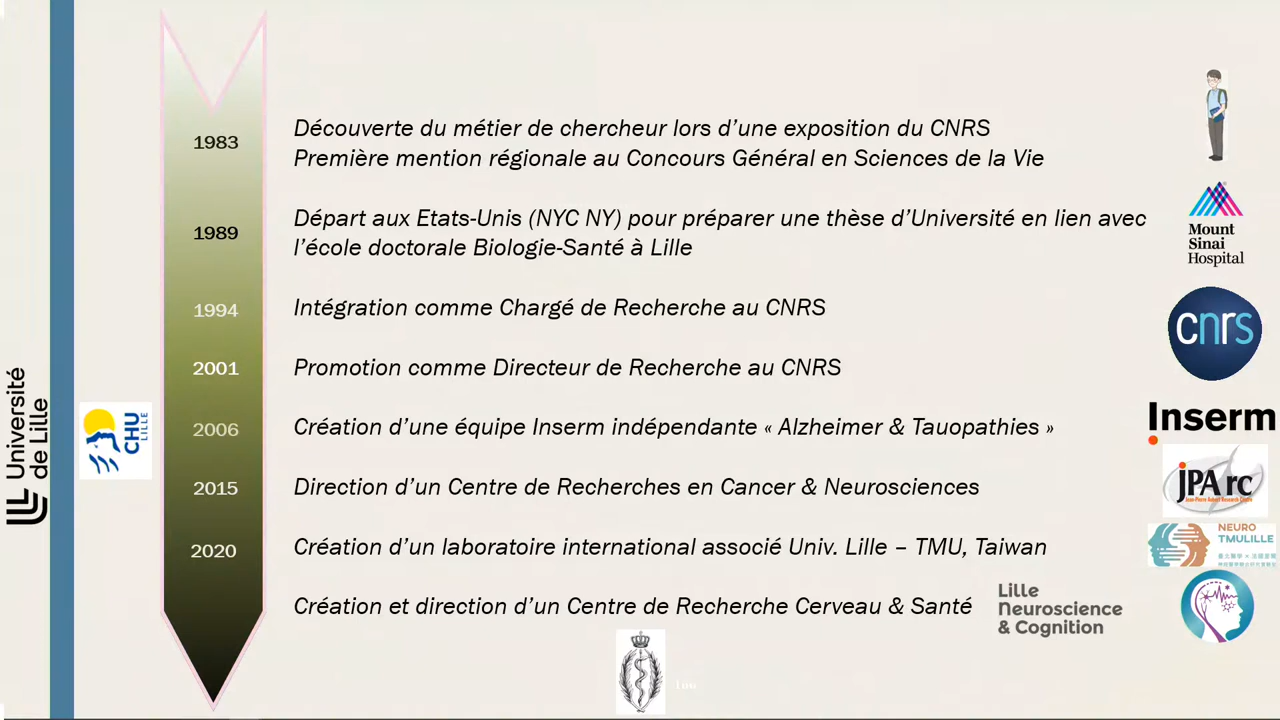 1983
Découverte du métier de chercheur lors d’une exposition du CNRS
Première mention régionale au Concours Général en Sciences de la Vie
1989
Départ aux Etats-Unis (NYC NY) pour préparer une thèse d’Université en lien avec
l’école doctorale Biologie-Santé à Lille
Mount
Sinai
Hospital
1994
Intégration comme Chargé de Recherche au CNRS
cnrs
2001
Promotion comme Directeur de Recherche au CNRS
Université
de Lille
CHU
LILLE
2006
Création d’une équipe Inserm indépendante « Alzheimer & Tauopathies »
Inserm
2015
Direction d’un Centre de Recherches en Cancer & Neurosciences
JPArc
2020
Création d’un laboratoire international associé Univ. Lille – TMU, Taiwan
NEURO
TMULILLE
Création et direction d’un Centre de Recherche Cerveau & Santé
Lille
Neuroscience
& Cognition